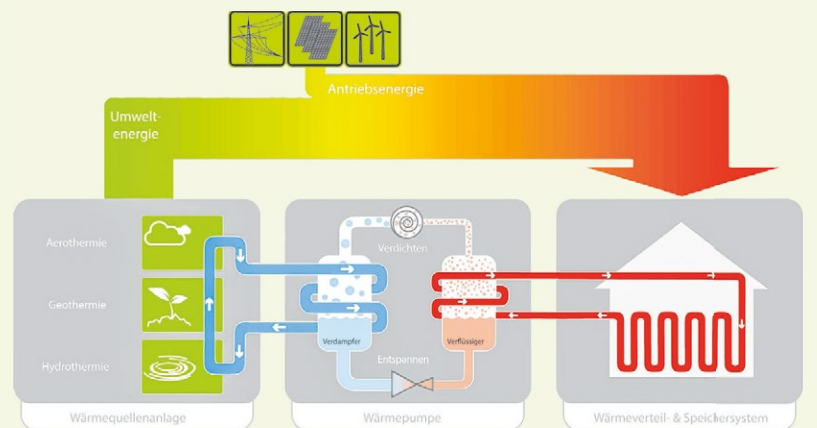 Antriebsenergie
Umwelt-
energie
Aerothermie
Geothermie
Hydrothermie
Verdichten
Verdampfer
Verflüssiger
Entspannen
Wärmequellenanlage
Wärmepumpe
Wärmeverteil- & Speichersystem